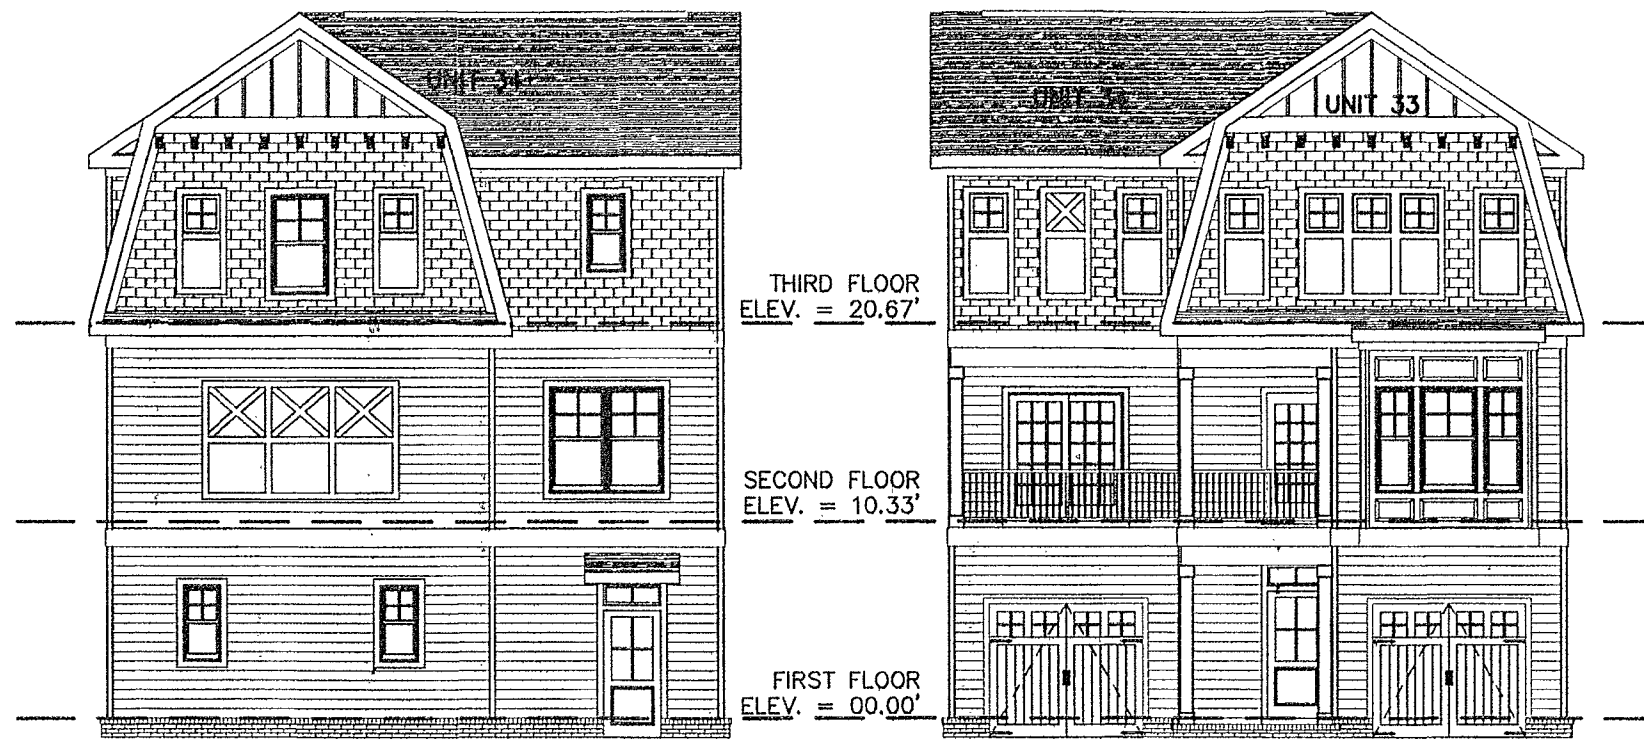 UNIT 34
UNIT 33
THIRD FLOOR
ELEV. = 20.67'
SECOND FLOOR
ELEV. = 10.33'
FIRST FLOOR
ELEV. = 00.00'